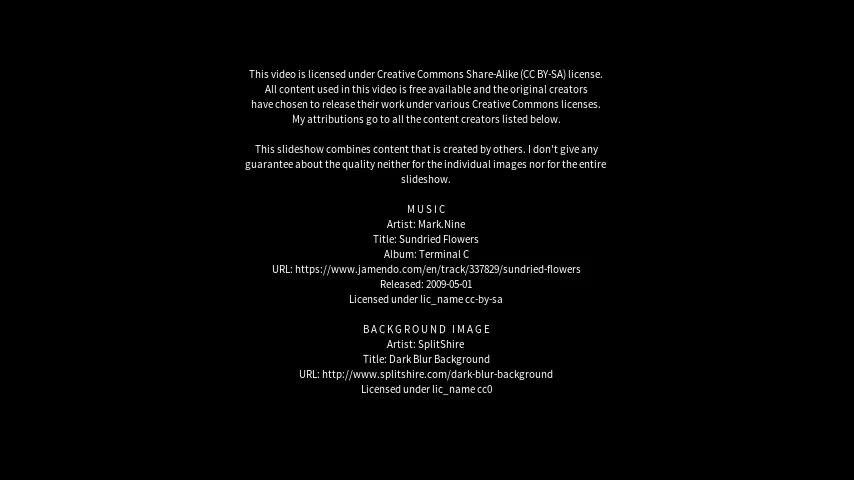 This video is licensed under Creative Commons Share-Alike (CC BY-SA) license.
All content used in this video is free available and the original creators
have chosen to release their work under various Creative Commons licenses.
My attributions go to all the content creators listed below.
This slideshow combines content that is created by others. I don't give any
guarantee about the quality neither for the individual images nor for the entire
slideshow.
MUSIC
Artist: Mark.Nine
Title: Sundried Flowers
Album: Terminal C
URL: https://www.jamendo.com/en/track/337829/sundried-flowers
Released: 2009-05-01
Licensed under lic_name cc-by-sa
BACKGROUND IMAGE
Artist: SplitShire
Title: Dark Blur Background
URL: http://www.splitshire.com/dark-blur-background
Licensed under lic_name cc0